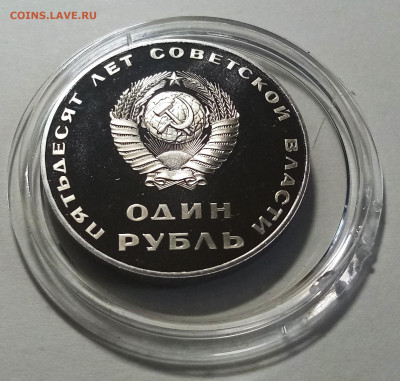 COINS.LAVE.RU
ПЯТЬДЕСЯТ ЛЕТ СОВЕТСКОЙ ВЛАСТИ
ОДИН
РУБЛЬ